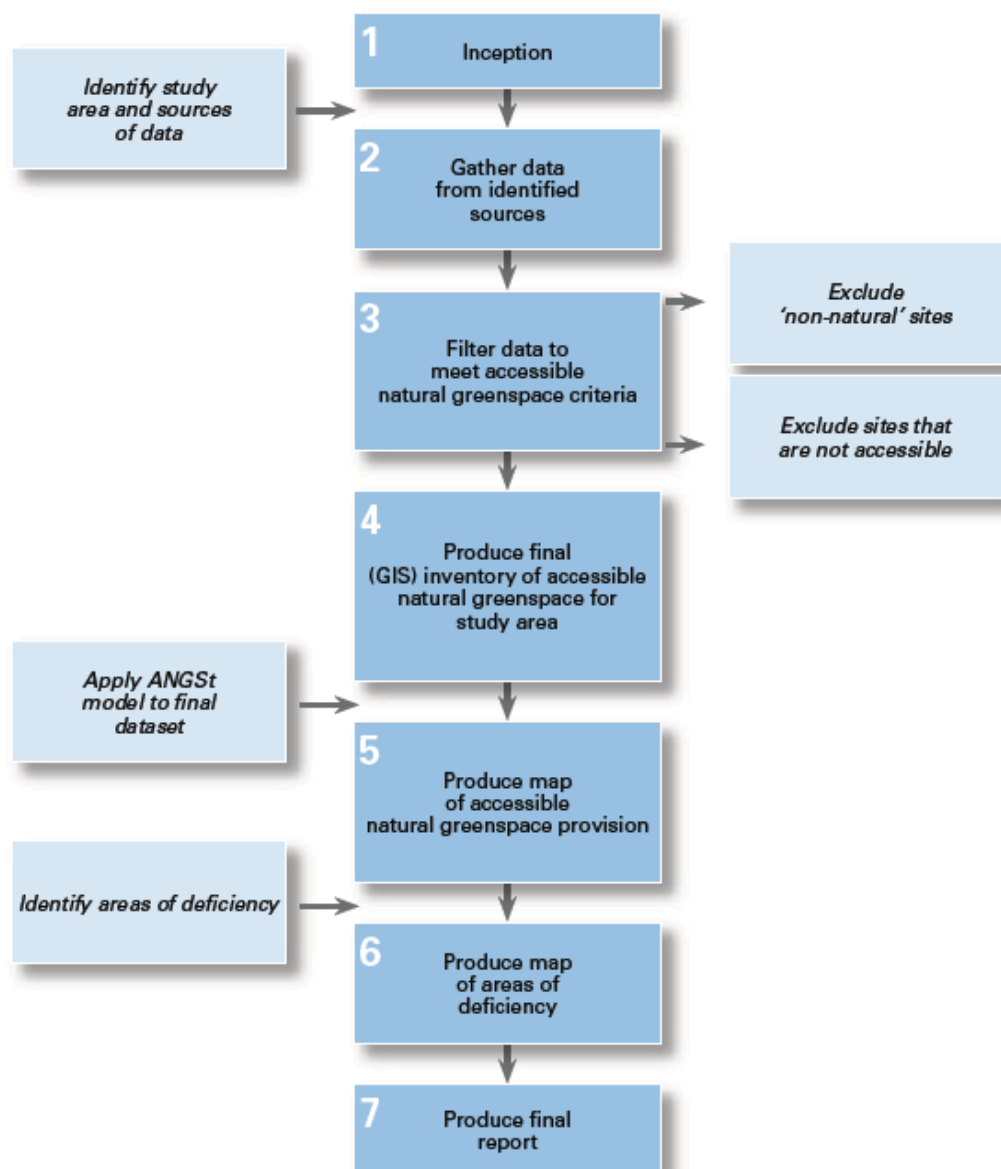 1
Inception
Identify study
area and sources
of data
2
Gather data
from identified
sources
3
Filter data to
meet accessible
natural greenspace criteria
Exclude
‘non-natural’ sites
Exclude sites that
are not accessible
4
Produce final
(GIS) inventory of accessible
natural greenspace for
study area
Apply ANGSt
model to final
dataset
5
Produce map
of accessible
natural greenspace provision
Identify areas of deficiency
6
Produce map
of areas of
deficiency
7
Produce final
report